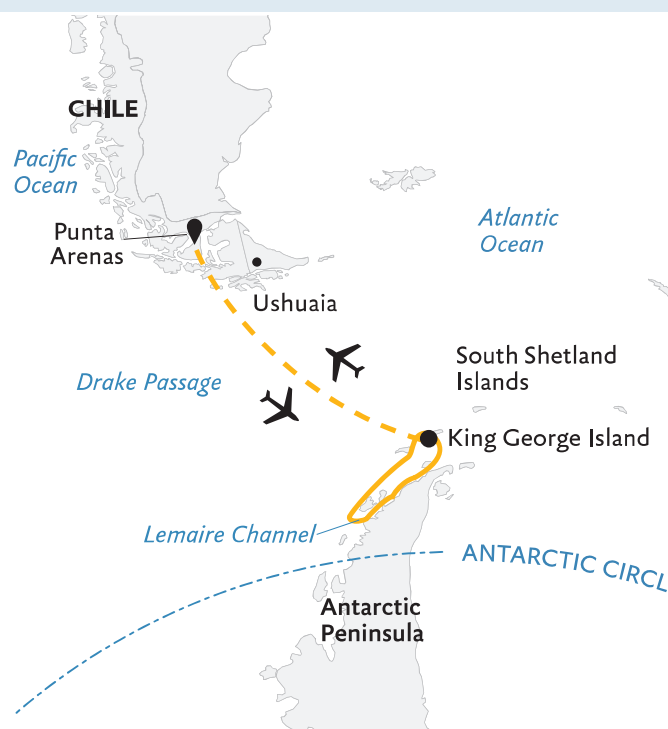 CHILE
Pacific
Ocean
Punta
Arenas
Atlantic
Ocean
Ushuaia
Drake Passage
South Shetland
Islands
King George Island
Lemaire Channel
ANTARCTIC CIRCL
Antarctic
Peninsula